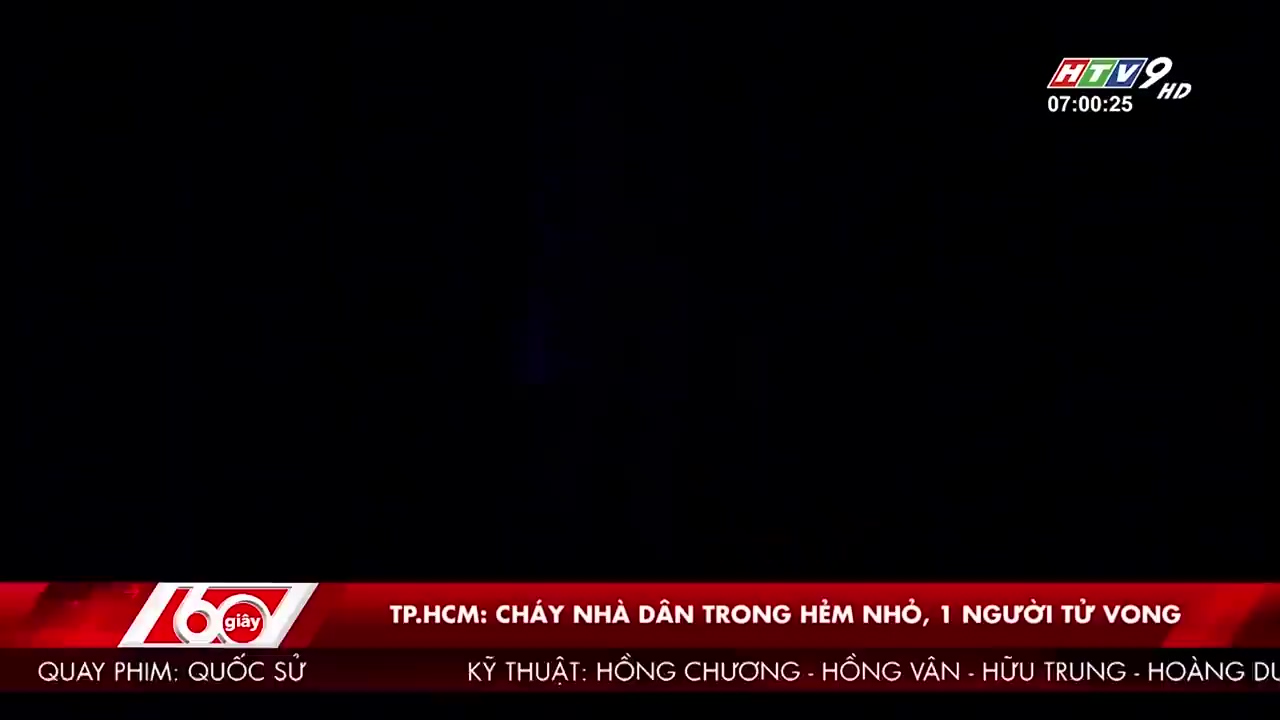 HTV9 HD
07:00:25
60 giây
TP.HCM: CHÁY NHÀ DÂN TRONG HẺM NHỎ, 1 NGƯỜI TỬ VONG
QUAY PHIM: QUỐC SỬ KỸ THUẬT: HỒNG CHƯƠNG - HỒNG VÂN - HỮU TRUNG - HOÀNG